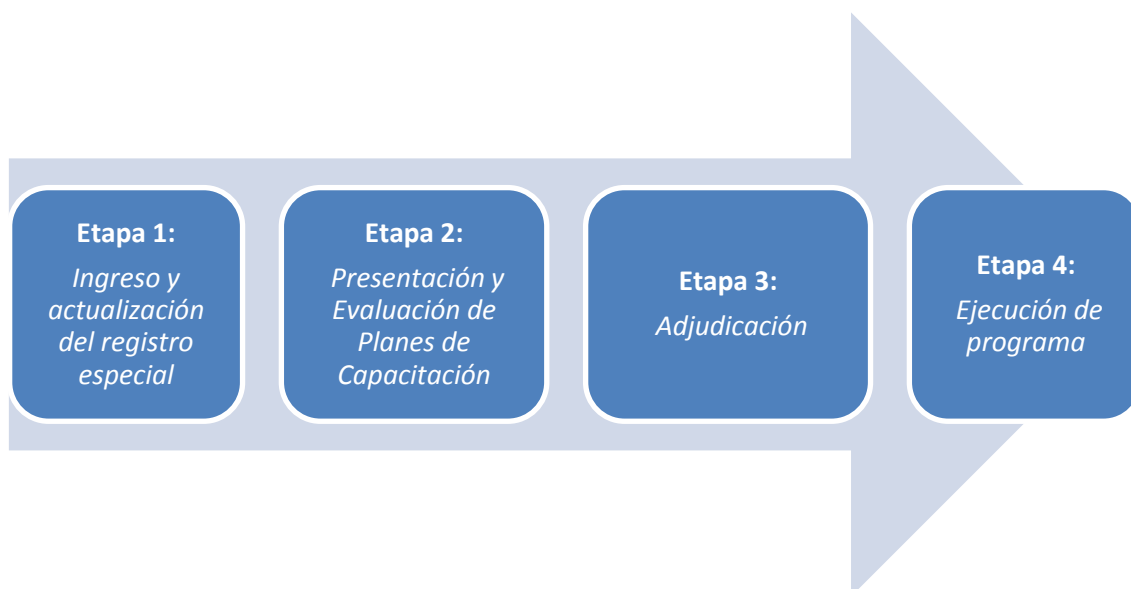 Etapa 1:
Ingreso y
actualización
del registro
especial
Etapa 2:
Presentación y
Evaluación de
Planes de
Capacitación
Etapa 3:
Adjudicación
Etapa 4:
Ejecución de
programa